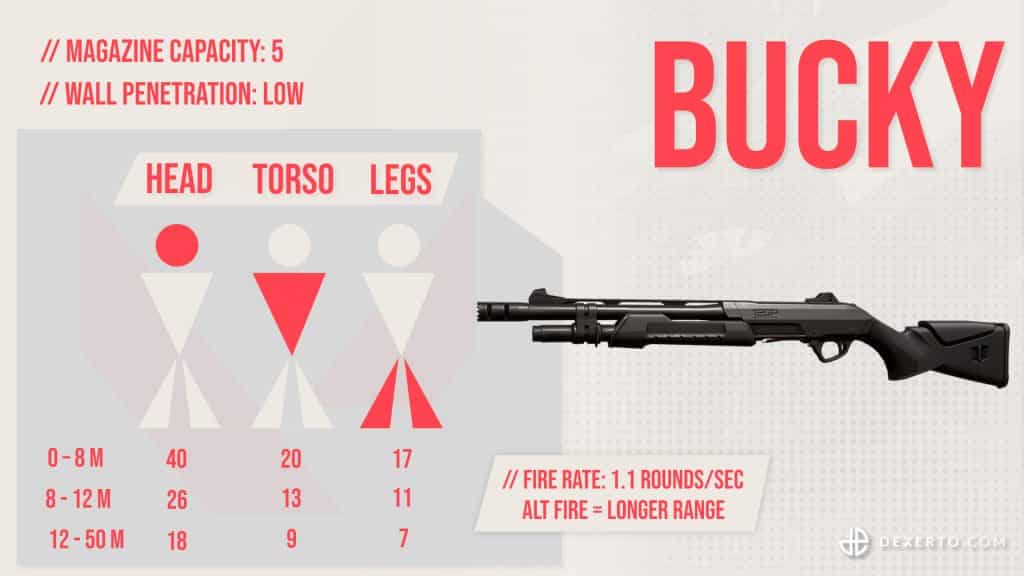 // MAGAZINE CAPACITY: 5
// WALL PENETRATION: LOW
BUCKY
HEAD TORSO LEGS
0 – 8 M 40 20 17
8 - 12 M 26 13 11
12 - 50 M 18 9 7
// FIRE RATE: 1.1 ROUNDS/SEC
ALT FIRE = LONGER RANGE
DEXERTO.COM